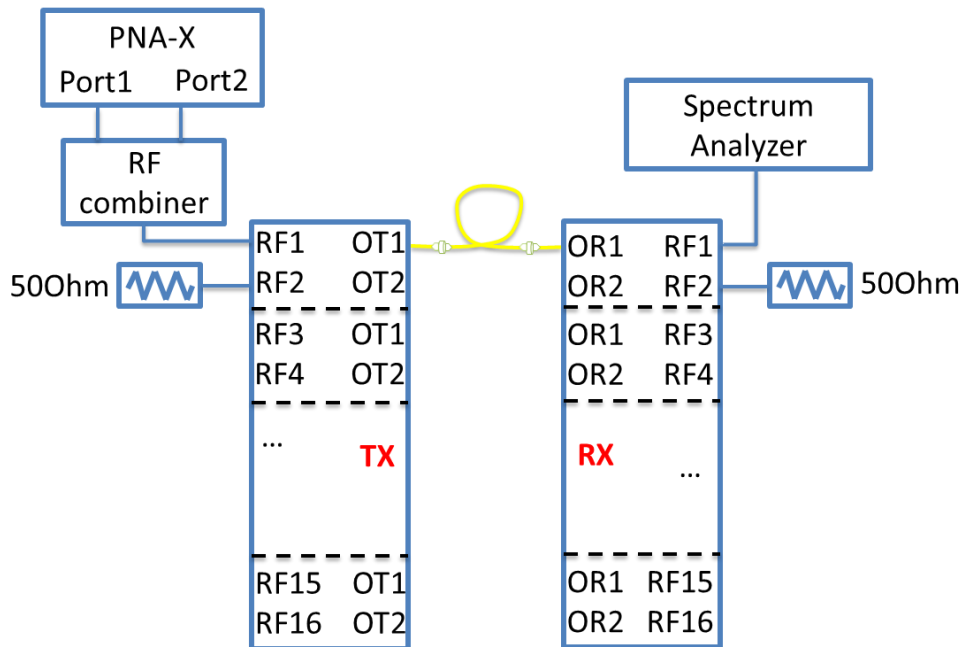 PNA-X
Port1 Port2
RF
combiner
50Ohm
RF1 OT1
RF2 OT2
RF3 OT1
RF4 OT2
...
TX
RF15 OT1
RF16 OT2
Spectrum
Analyzer
OR1 RF1
OR2 RF2
50Ohm
OR1 RF3
OR2 RF4
RX
...
OR1 RF15
OR2 RF16